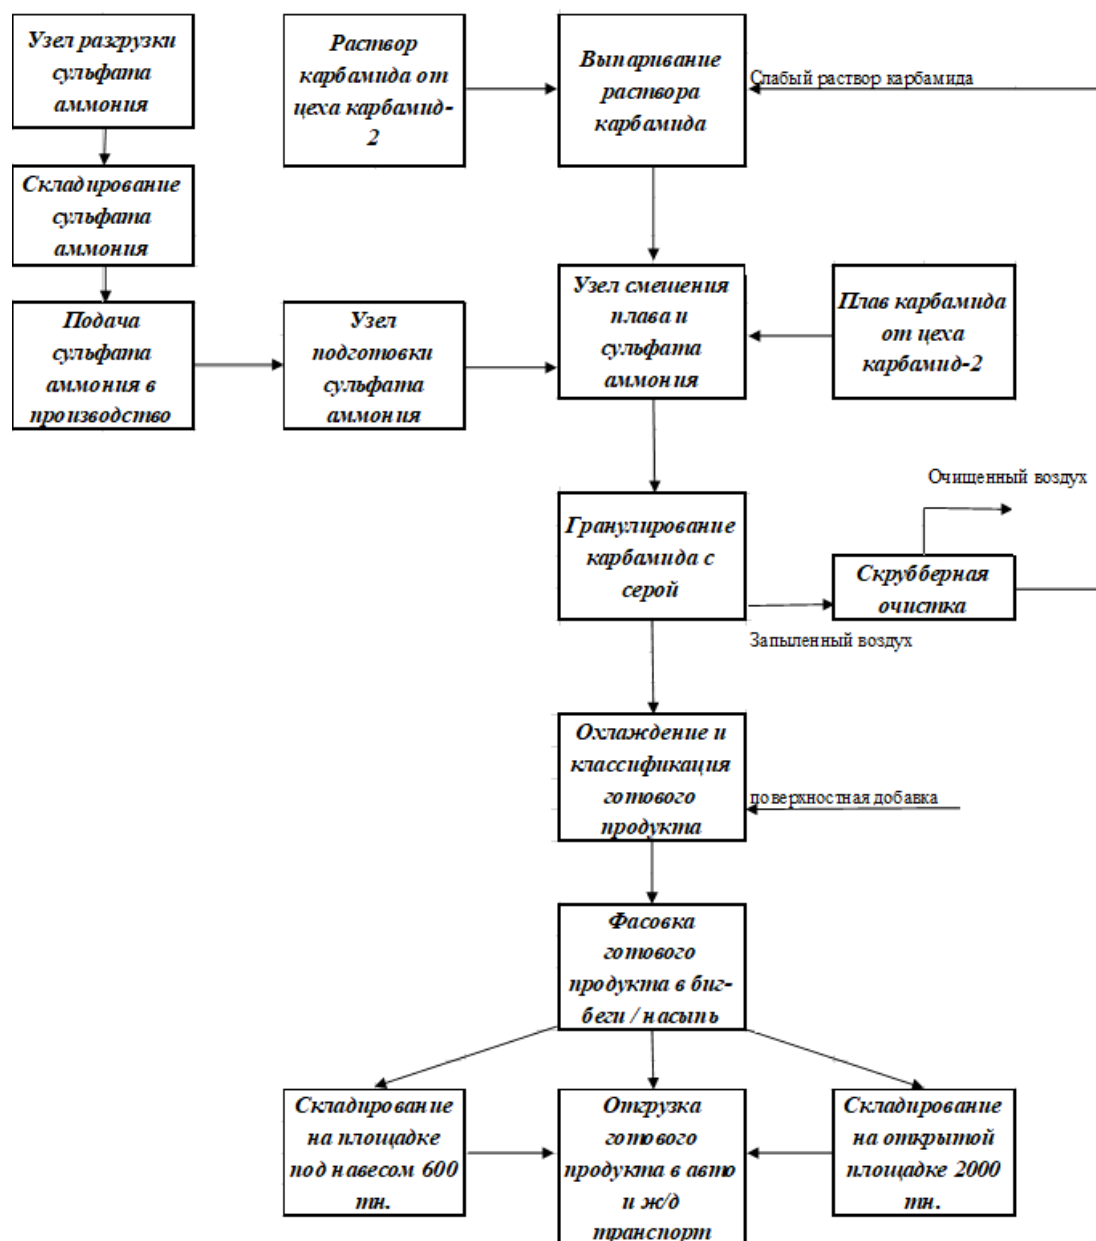 Узел разгрузки
сульфата
аммония
Раствор
карбамида от
цеха карбамид-
2
Выпаривание
раствора
карбамида
Слабый раствор карбамида
Складирование
сульфата
аммония
Подача
сульфата
аммония в
производство
Узел
подготовки
сульфата
аммония
Узел смешения
плава и
сульфата
аммония
Плав карбамида
от цеха
карбамид-2
Гранулирование
карбамида с
серой
Очищенный воздух
Скрубберная
очистка
Запыленный воздух
Охлаждение и
классификация
готового
продукта
поверхностная добавка
Фасовка
готового
продукта в биг-
беги / насыпь
Складирование
на площадке
под навесом 600
тн.
Отгрузка
готового
продукта в авто
и ж/д
транспорт
Складирование
на открытой
площадке 2000
тн.